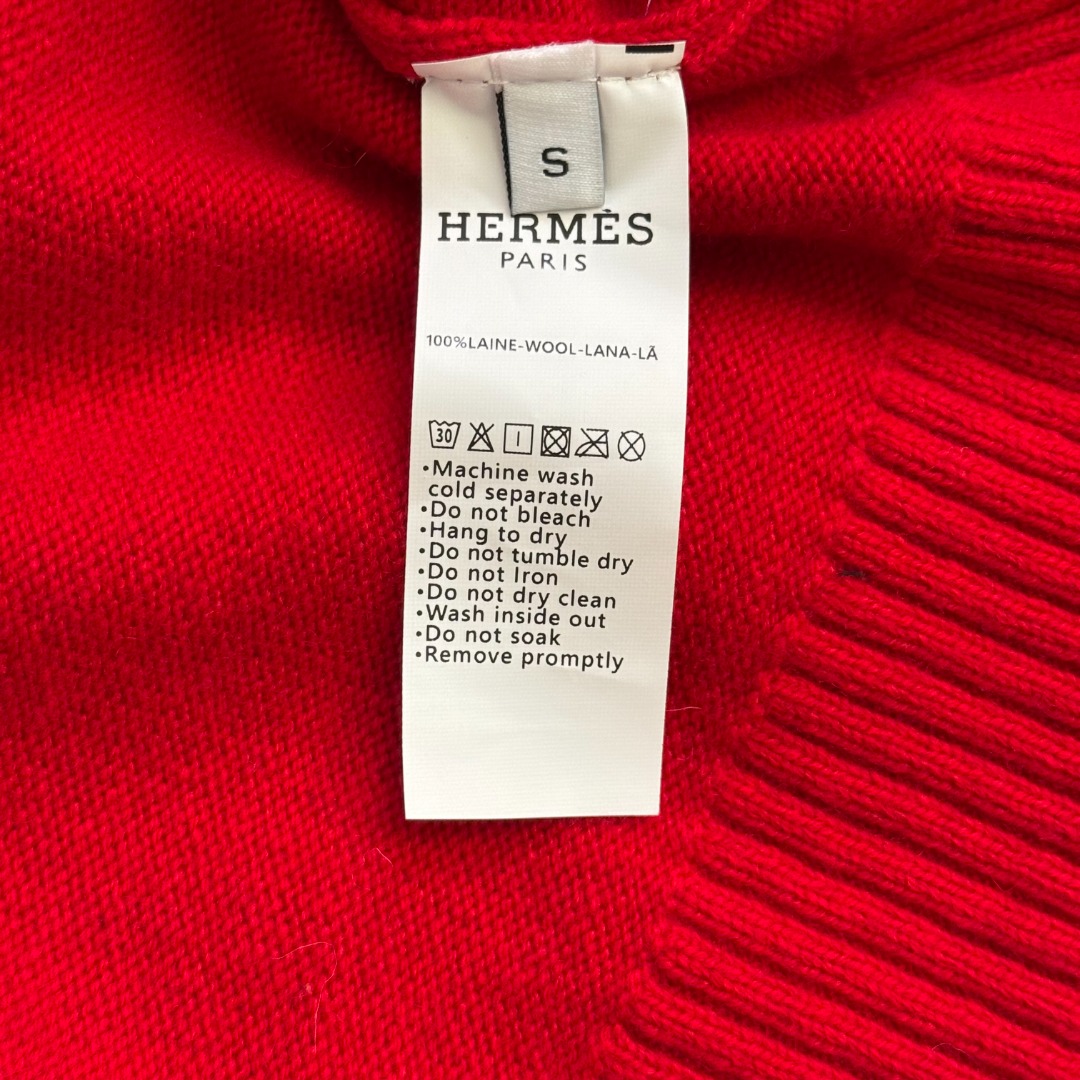 S
HERMÈS
PARIS
100%LAINE-WOOL-LANA-LÃ
30
•Machine wash
cold separately
•Do not bleach
•Hang to dry
•Do not tumble dry
•Do not Iron
•Do not dry clean
•Wash inside out
•Do not soak
•Remove promptly